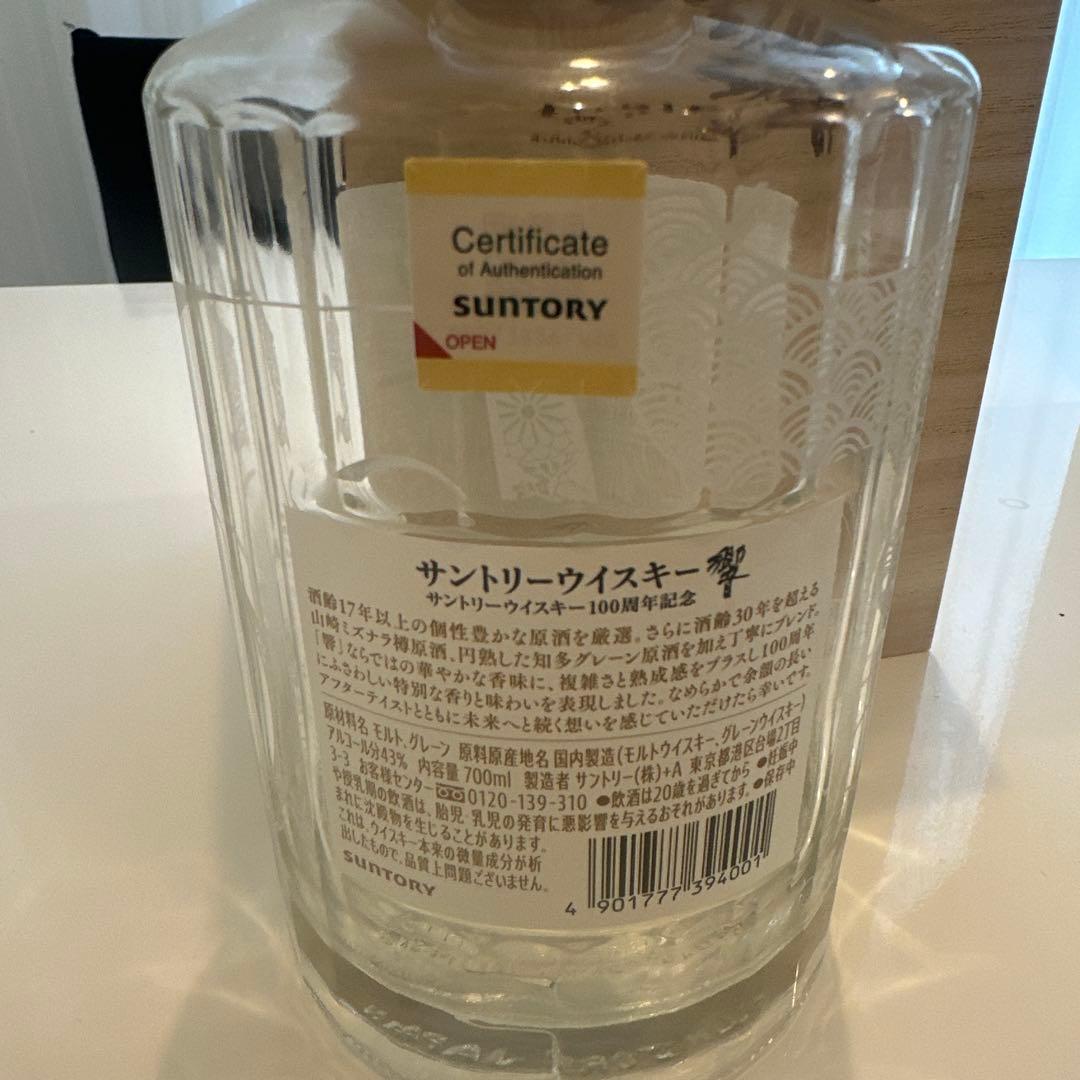 Certificate
of Authentication
SUNTORY
OPEN
サントリーウイスキー 響
サントリーウイスキー100周年記念
酒齢17年以上の個性豊かな原酒を厳選。さらに酒齢30年を超える
山崎ミズナラ樽原酒、円熟した知多グレーン原酒を加え丁寧にブレンド。
「響」ならではの華やかな香味に、複雑さと熟成感をプラスし100周年
にふさわしい特別な香りと味わいを表現しました。なめらかで余韻の長い
アフターテイストとともに未来へと続く想いを感じていただけたら幸いです。
原材料名 モルト、グレーン 原料原産地名 国内製造(モルトウイスキー、グレーンウイスキー)
アルコール分43% 内容量 700ml 製造者 サントリー(株)+A 東京都港区台場2丁目
3-3 お客様センター 0120-139-310 ●飲酒は20歳を過ぎてから ●妊娠中
や授乳期の飲酒は、胎児・乳児の発育に悪影響を与えるおそれがあります。 ●保存中
まれに沈殿物を生じることがあります。
これは、ウイスキー本来の微量成分が析
出したもので、品質上問題ございません。
SUNTORY
4 901777 394001